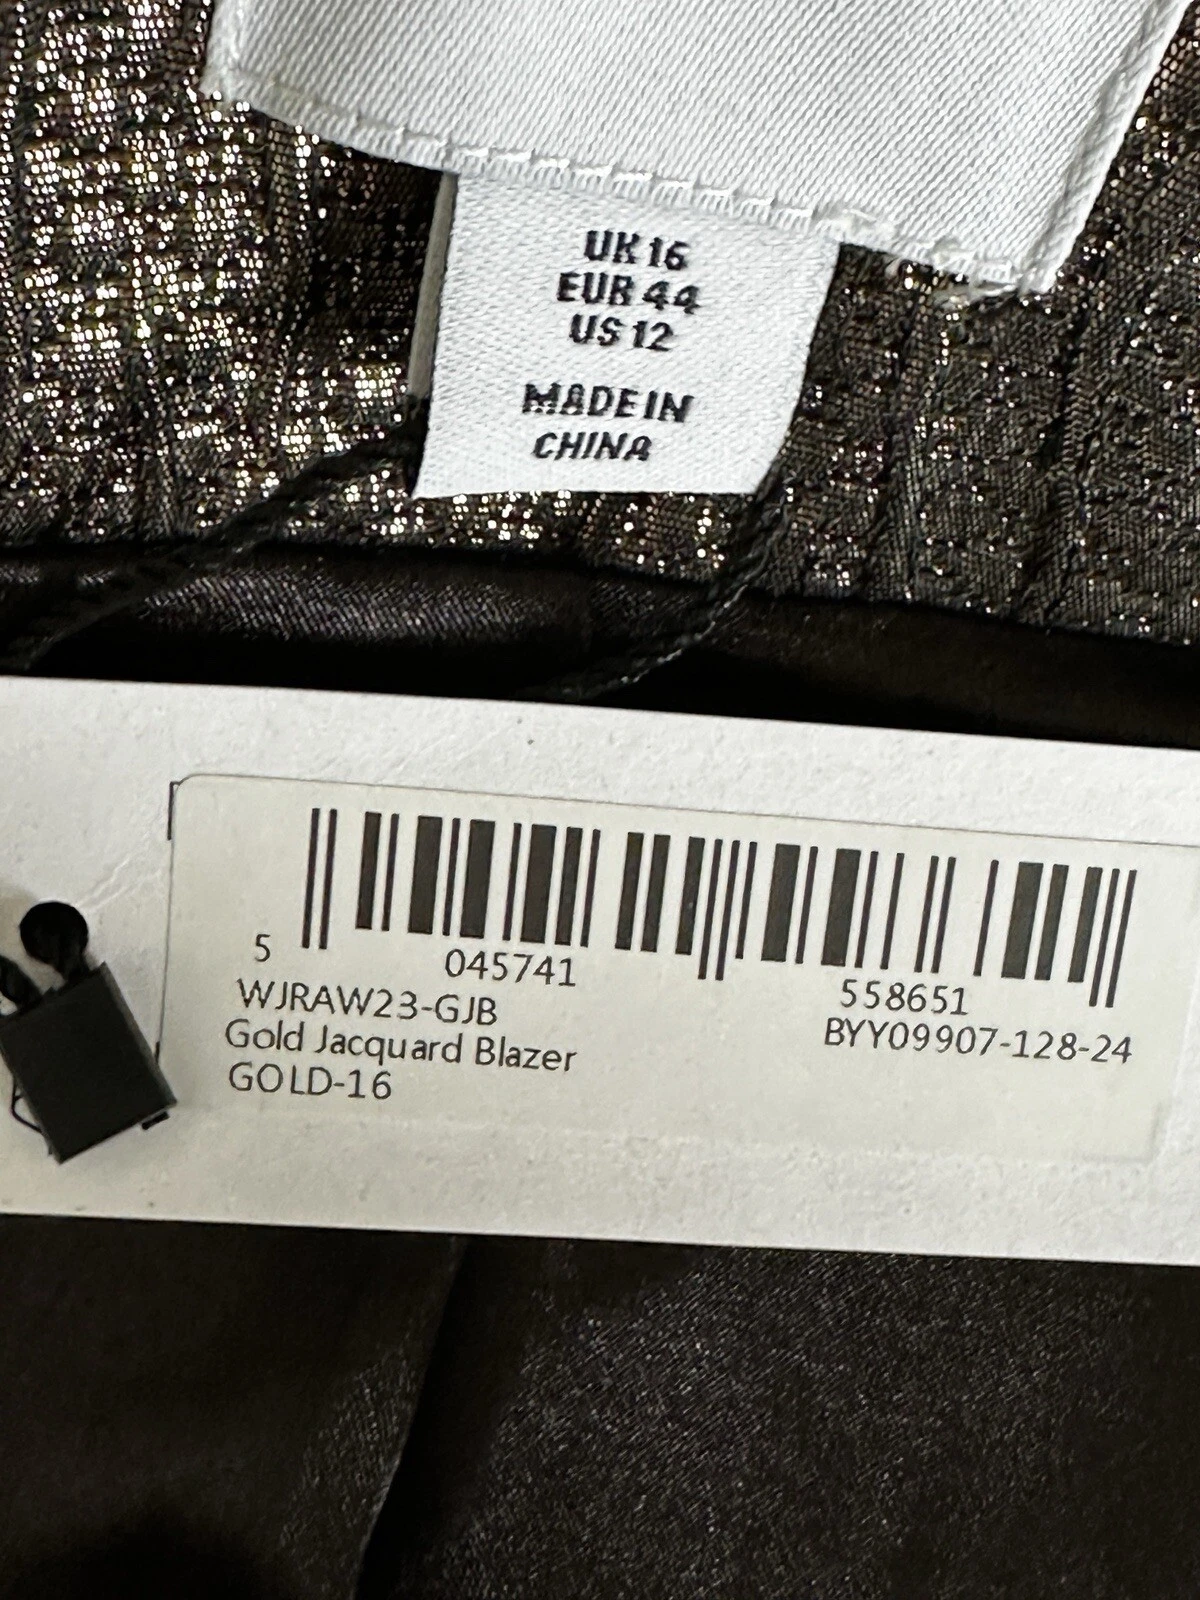 UK 16
EUR 44
US 12
MADE IN
CHINA
5 045741 558651
WJRAW23-GJB
BYY09907-128-24
Gold Jacquard Blazer
GOLD-16